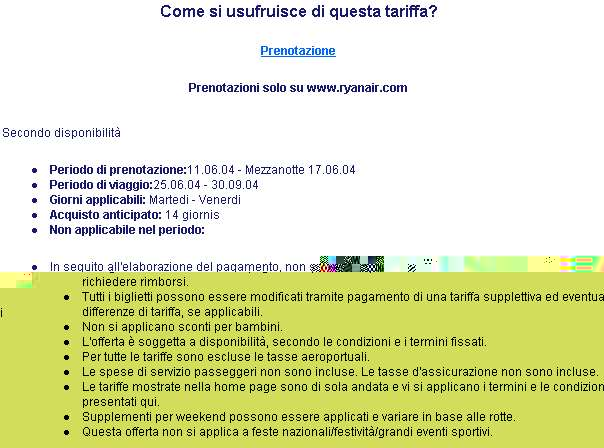 Come si usufruisce di questa tariffa?
Prenotazione
Prenotazioni solo su www.ryanair.com
Secondo disponibilità
● Periodo di prenotazione:11.06.04 - Mezzanotte 17.06.04
● Periodo di viaggio:25.06.04 - 30.09.04
● Giorni applicabili: Martedi - Venerdi
● Acquisto anticipato: 14 giornis
● Non applicabile nel periodo:
● In seguito all'elaborazione del pagamento, non
richiedere rimborsi.
● Tutti i biglietti possono essere modificati tramite pagamento di una tariffa supplettiva ed eventua
i
differenze di tariffa, se applicabili.
● Non si applicano sconti per bambini.
● L'offerta è soggetta a disponibilità, secondo le condizioni e i termini fissati.
● Per tutte le tariffe sono escluse le tasse aeroportuali.
● Le spese di servizio passeggeri non sono incluse. Le tasse d'assicurazione non sono incluse.
● Le tariffe mostrate nella home page sono di sola andata e vi si applicano i termini e le condizion
presentati qui.
● Supplementi per weekend possono essere applicati e variare in base alle rotte.
● Questa offerta non si applica a feste nazionali/festività/grandi eventi sportivi.